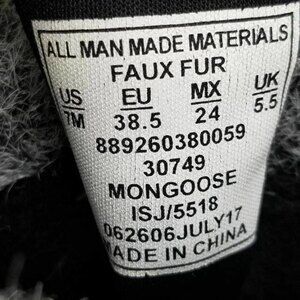 ALL MAN MADE MATERIALS
FAUX FUR
US EU MX UK
7M 38.5 24 5.5
889260380059
30749
MONGOOSE
ISJ/5518
062606JULY17
MADE IN CHINA